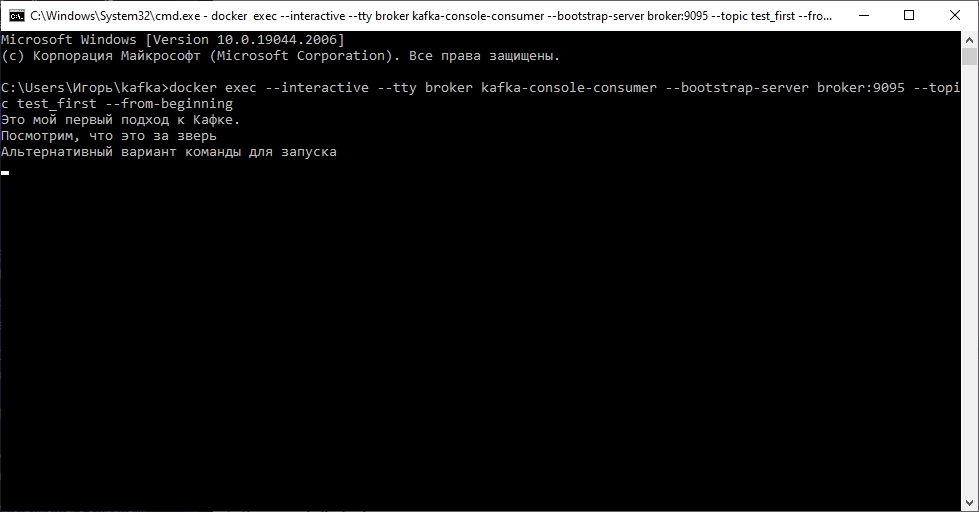 C:\Windows\System32\cmd.exe - docker exec --interactive --tty broker kafka-console-consumer --bootstrap-server broker:9095 --topic test_first --fro...
Microsoft Windows [Version 10.0.19044.2006]
(c) Корпорация Майкрософт (Microsoft Corporation). Все права защищены.
C:\Users\Игорь\kafka>docker exec --interactive --tty broker kafka-console-consumer --bootstrap-server broker:9095 --topi
c test_first --from-beginning
Это мой первый подход к Кафке.
Посмотрим, что это за зверь
Альтернативный вариант команды для запуска